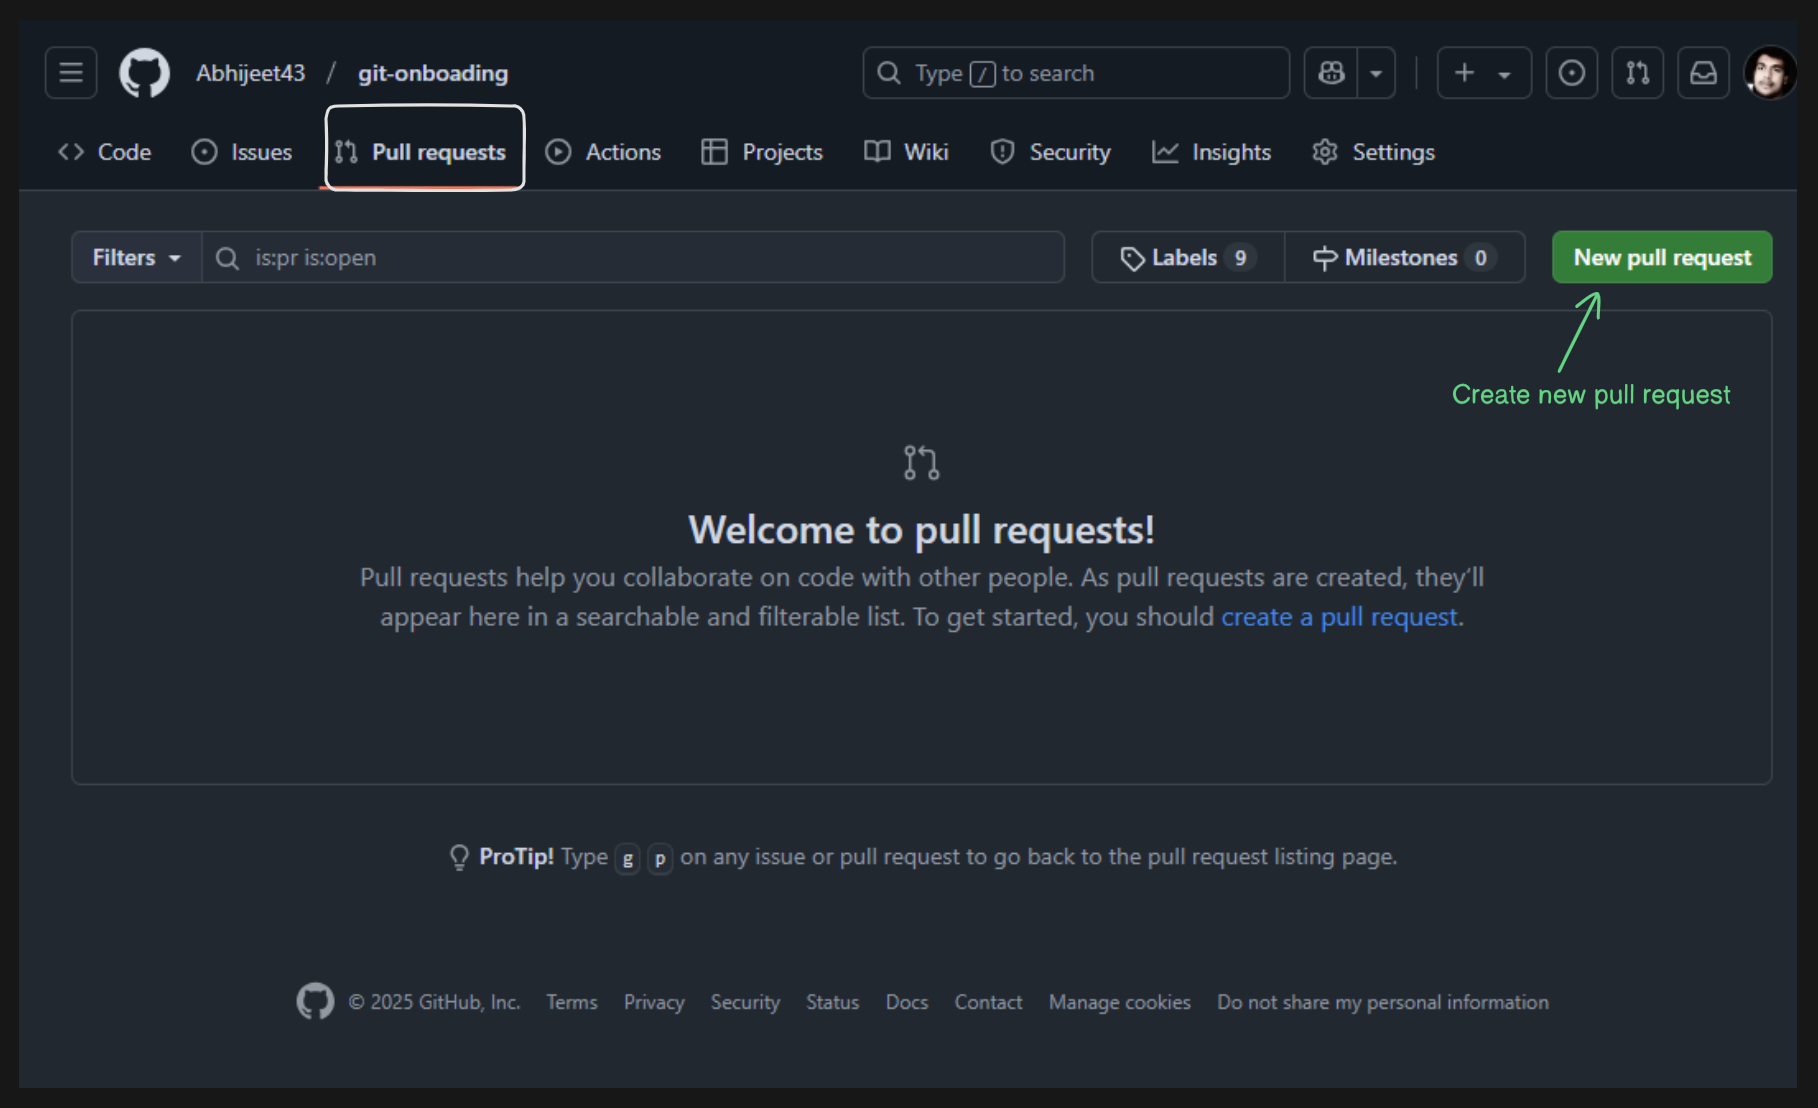 Abhijeet43 / git-onboading
Type / to search
Code Issues Pull requests Actions Projects Wiki Security Insights Settings
Filters is:pr is:open Labels 9 Milestones 0 New pull request
Create new pull request
Welcome to pull requests!
Pull requests help you collaborate on code with other people. As pull requests are created, they’ll
appear here in a searchable and filterable list. To get started, you should create a pull request.
ProTip! Type g p on any issue or pull request to go back to the pull request listing page.
© 2025 GitHub, Inc. Terms Privacy Security Status Docs Contact Manage cookies Do not share my personal information